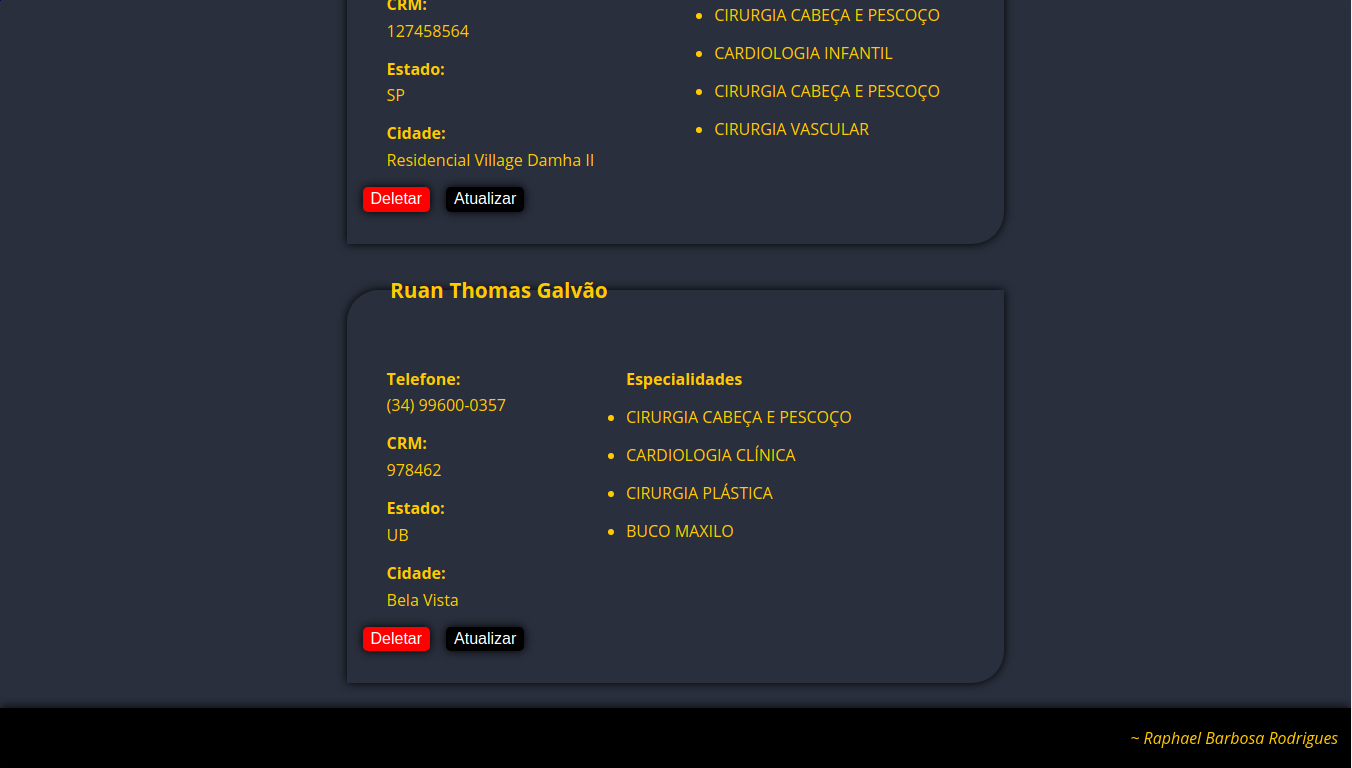 CRM:
127458564
Estado:
SP
Cidade:
Residencial Village Damha II
CIRURGIA CABEÇA E PESCOÇO
CARDIOLOGIA INFANTIL
CIRURGIA CABEÇA E PESCOÇO
CIRURGIA VASCULAR
Deletar Atualizar
Ruan Thomas Galvão
Telefone:
(34) 99600-0357
CRM:
978462
Estado:
UB
Cidade:
Bela Vista
Especialidades
CIRURGIA CABEÇA E PESCOÇO
CARDIOLOGIA CLÍNICA
CIRURGIA PLÁSTICA
BUCO MAXILO
Deletar Atualizar
~ Raphael Barbosa Rodrigues